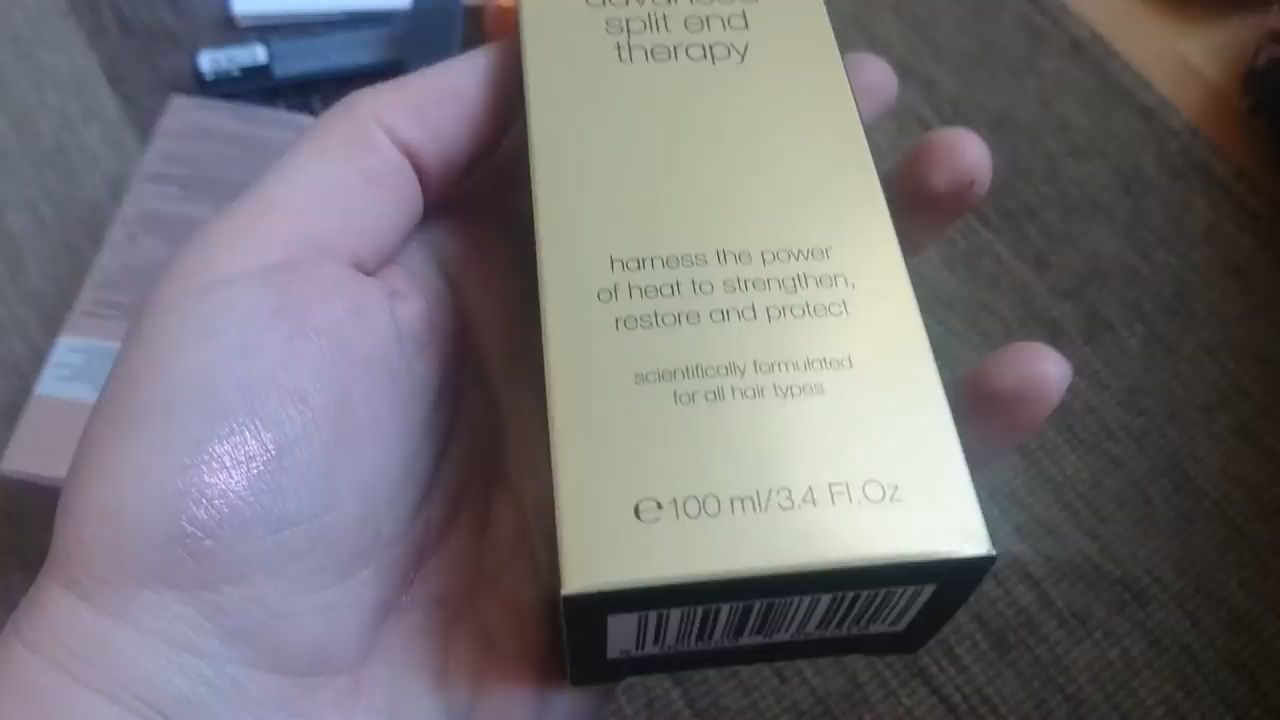 advanced
split end
therapy
harness the power
of heat to strengthen,
restore and protect
scientifically formulated
for all hair types
℮100 ml/3.4 Fl.Oz